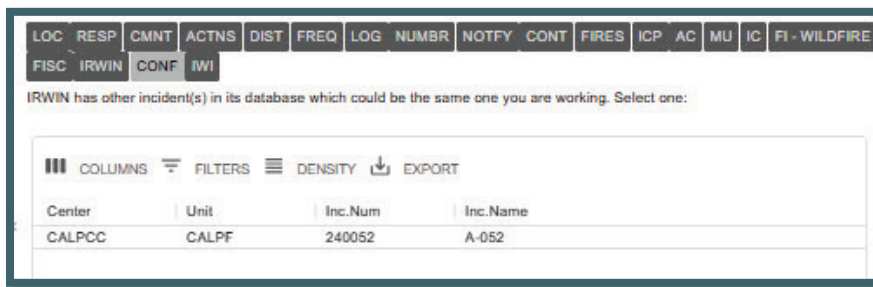 LOC RESP CMNT ACTNS DIST FREQ LOG NUMBR NOTFY CONT FIRES ICP AC MU IC FI - WILDFIRE
FISC IRWIN CONF IWI
IRWIN has other incident(s) in its database which could be the same one you are working. Select one:
COLUMNS FILTERS DENSITY EXPORT
Center Unit Inc.Num Inc.Name
CALPCC CALPF 240052 A-052